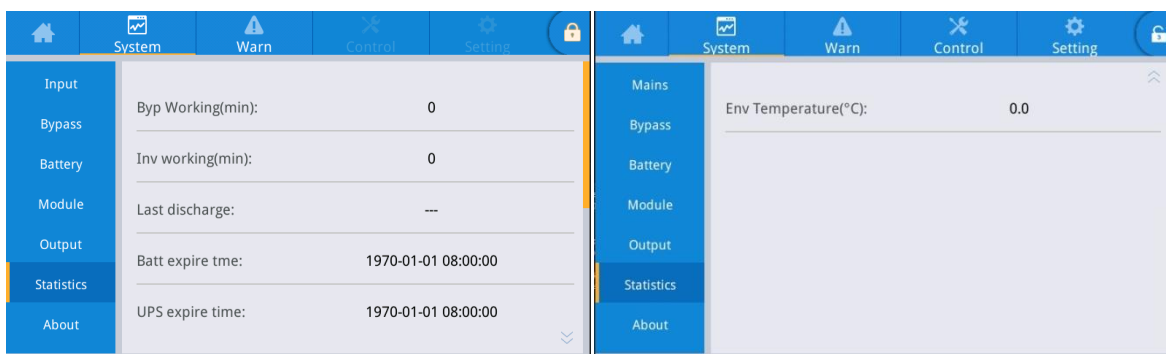 System
Warn
Control
Setting
Input
Bypass
Battery
Module
Output
Statistics
About
Byp Working(min): 0
Inv working(min): 0
Last discharge: ---
Batt expire tme: 1970-01-01 08:00:00
UPS expire time: 1970-01-01 08:00:00
System
Warn
Control
Setting
Mains
Bypass
Battery
Module
Output
Statistics
About
Env Temperature(°C): 0.0